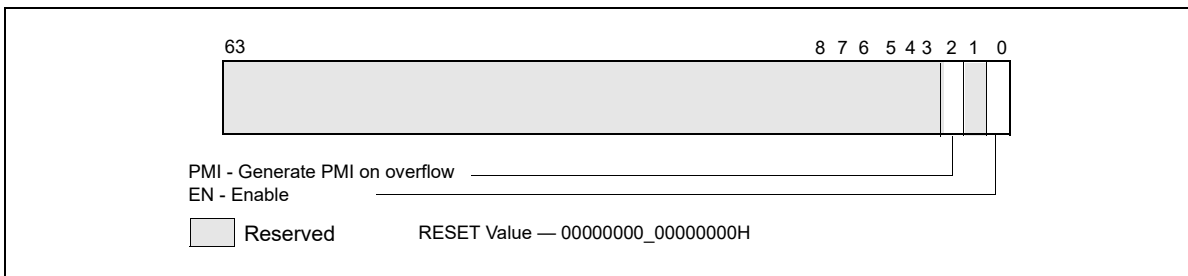 63 8 7 6 5 4 3 2 1 0
PMI - Generate PMI on overflow
EN - Enable
Reserved RESET Value — 00000000_00000000H